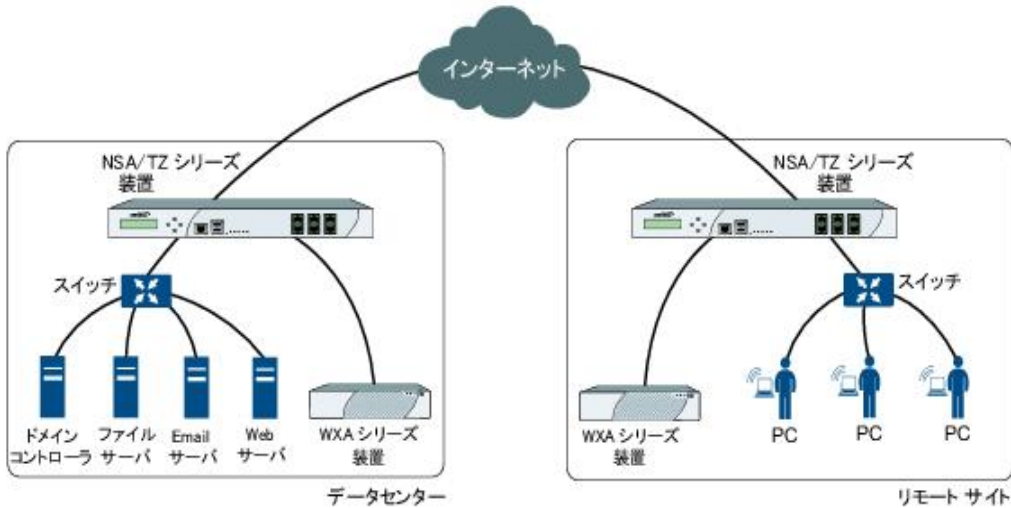 インターネット
NSA/TZ シリーズ
装置
スイッチ
ドメイン
コントローラ
ファイル
サーバ
Email
サーバ
Web
サーバ
WXA シリーズ
装置
データセンター
NSA/TZ シリーズ
装置
スイッチ
WXA シリーズ
装置
PC
PC
PC
リモート サイト